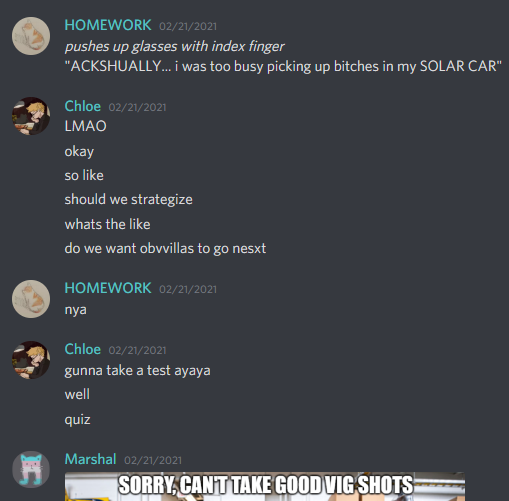 HOMEWORK 02/21/2021
pushes up glasses with index finger
"ACKSHUALLY... i was too busy picking up bitches in my SOLAR CAR"
Chloe 02/21/2021
LMAO
okay
so like
should we strategize
whats the like
do we want obvvillas to go nesxt
HOMEWORK 02/21/2021
nya
Chloe 02/21/2021
gunna take a test ayaya
well
quiz
Marshal 02/21/2021
SORRY, CAN'T TAKE GOOD VIG SHOTS